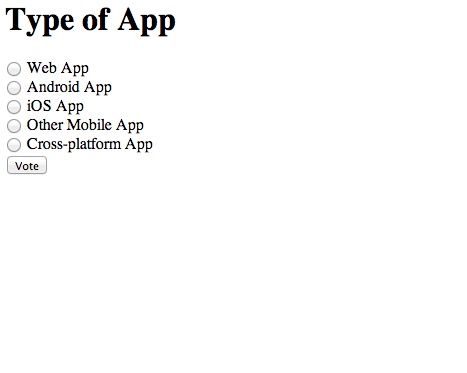 Type of App
Web App
Android App
iOS App
Other Mobile App
Cross-platform App
Vote